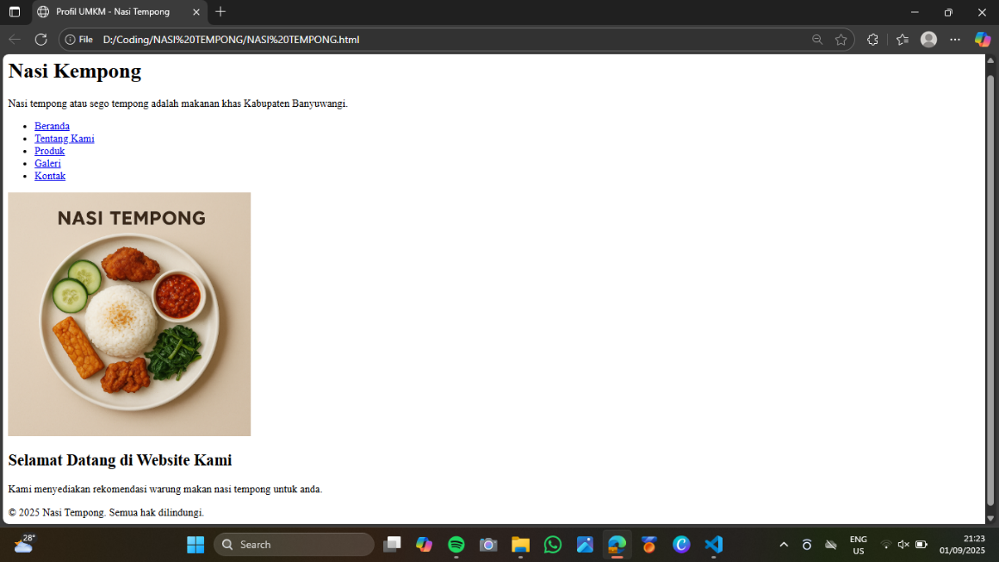 Profil UMKM - Nasi Tempong
File
D:/Coding/NASI%20TEMPONG/NASI%20TEMPONG.html
Nasi Kempong
Nasi tempong atau sego tempong adalah makanan khas Kabupaten Banyuwangi.
Beranda
Tentang Kami
Produk
Galeri
Kontak
NASI TEMPONG
Selamat Datang di Website Kami
Kami menyediakan rekomendasi warung makan nasi tempong untuk anda.
© 2025 Nasi Tempong. Semua hak dilindungi.
28°
Search
ENG
US
21:23
01/09/2025